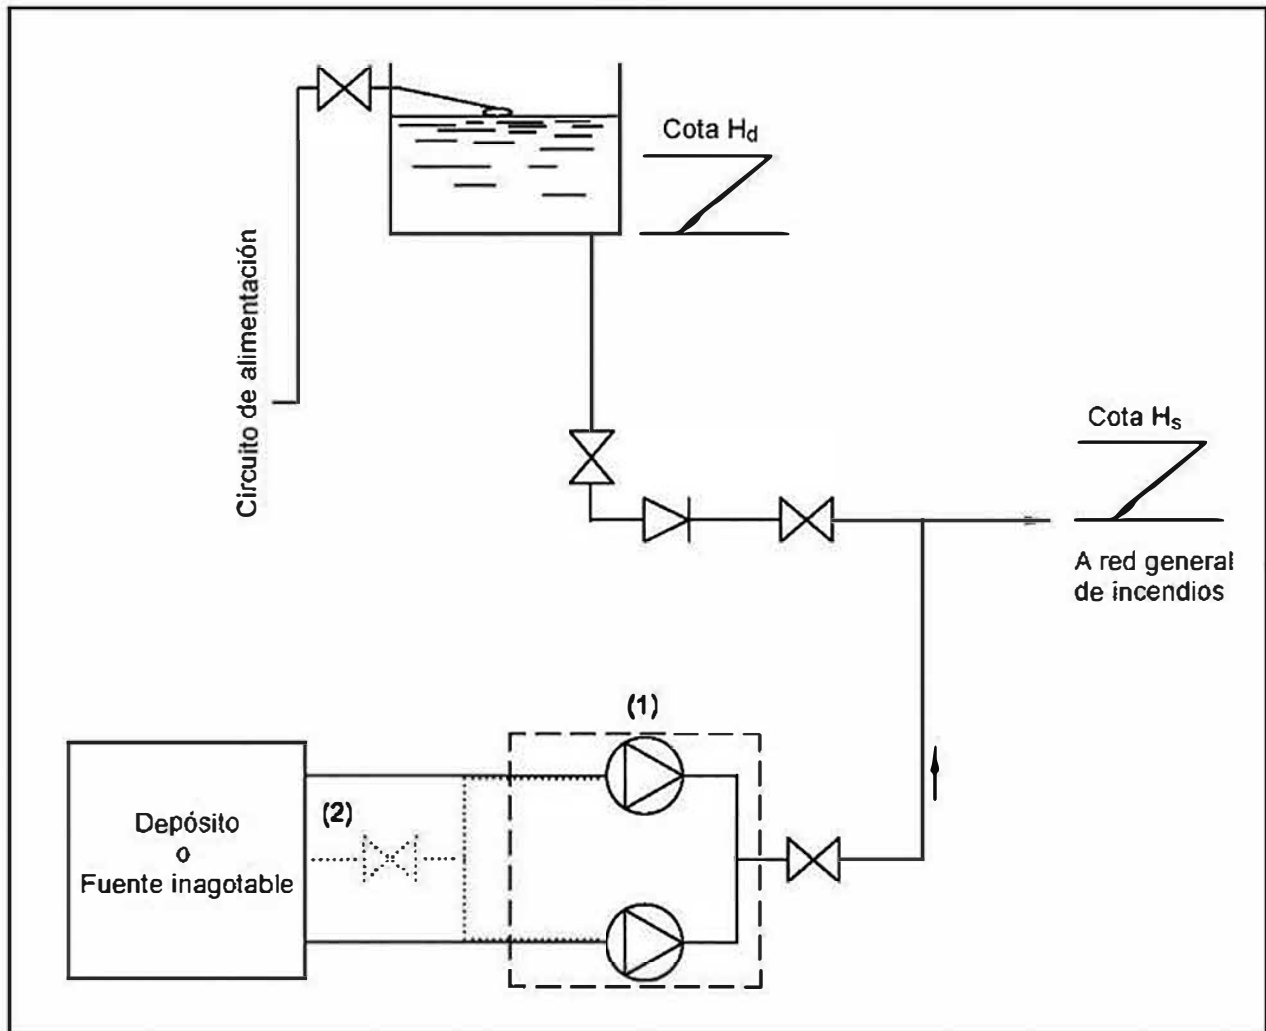 Cota Hd
Circuito de alimentación
Cota Hs
A red general
de incendios
(1)
(2)
Depósito
o
Fuente inagotable